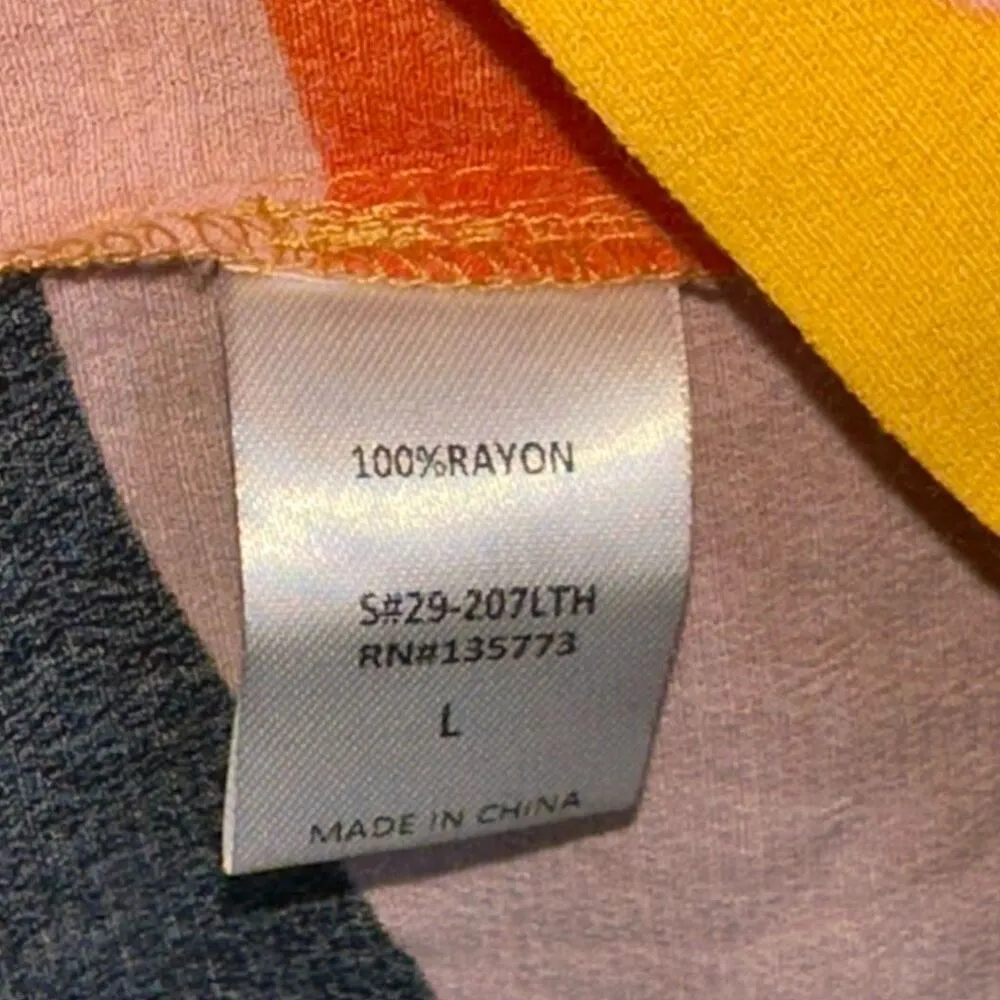 100%RAYON
S#29-207LTH
RN#135773
L
MADE IN CHINA